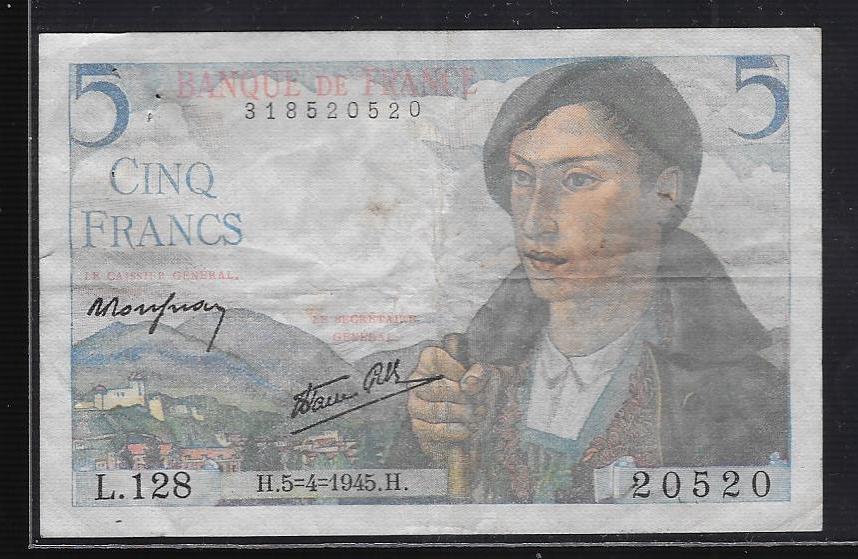 5 BANQUE DE FRANCE 5
318520520
CINQ
FRANCS
LE CAISSIER GÉNÉRAL,
LE SECRÉTAIRE
GÉNÉRAL
L.128 H.5=4=1945.H. 20520